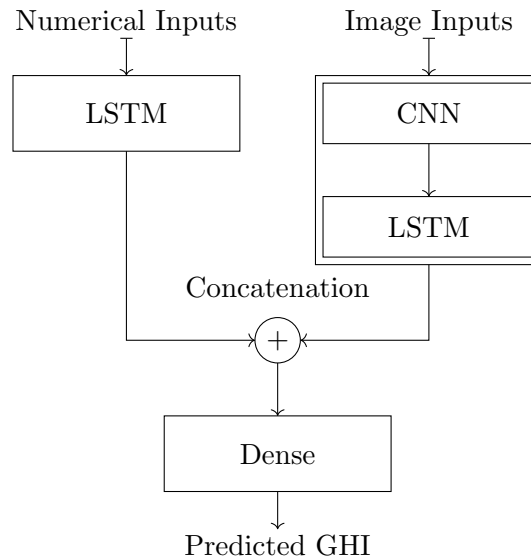 Numerical Inputs
Image Inputs
LSTM
CNN
LSTM
Concatenation
+
Dense
Predicted GHI